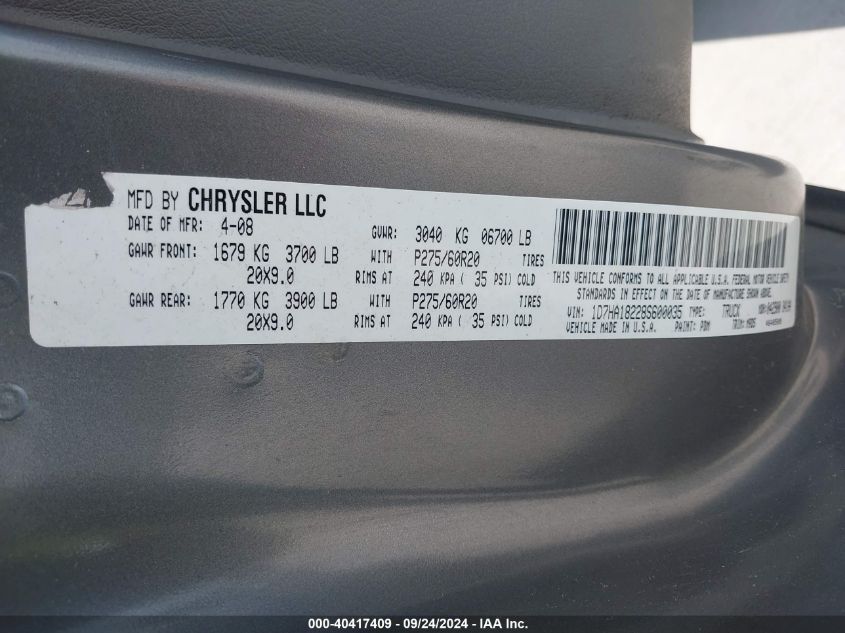 MFD BY CHRYSLER LLC
DATE OF MFR: 4-08 GVWR: 3040 KG 06700 LB
GAWR FRONT: 1679 KG 3700 LB WITH P275/60R20 TIRES
20X9.0 RIMS AT 240 KPA ( 35 PSI) COLD
GAWR REAR: 1770 KG 3900 LB WITH P275/60R20 TIRES
20X9.0 RIMS AT 240 KPA ( 35 PSI) COLD
THIS VEHICLE CONFORMS TO ALL APPLICABLE U.S.A. FEDERAL MOTOR VEHICLE SAFETY
STANDARDS IN EFFECT ON THE DATE OF MANUFACTURE SHOWN ABOVE.
VIN: 1D7HA18228S600035 TYPE: TRUCK MDH:
VEHICLE MADE IN U.S.A. PAINT: PDM TRIM:
000-40417409 - 09/24/2024 - IAA Inc.